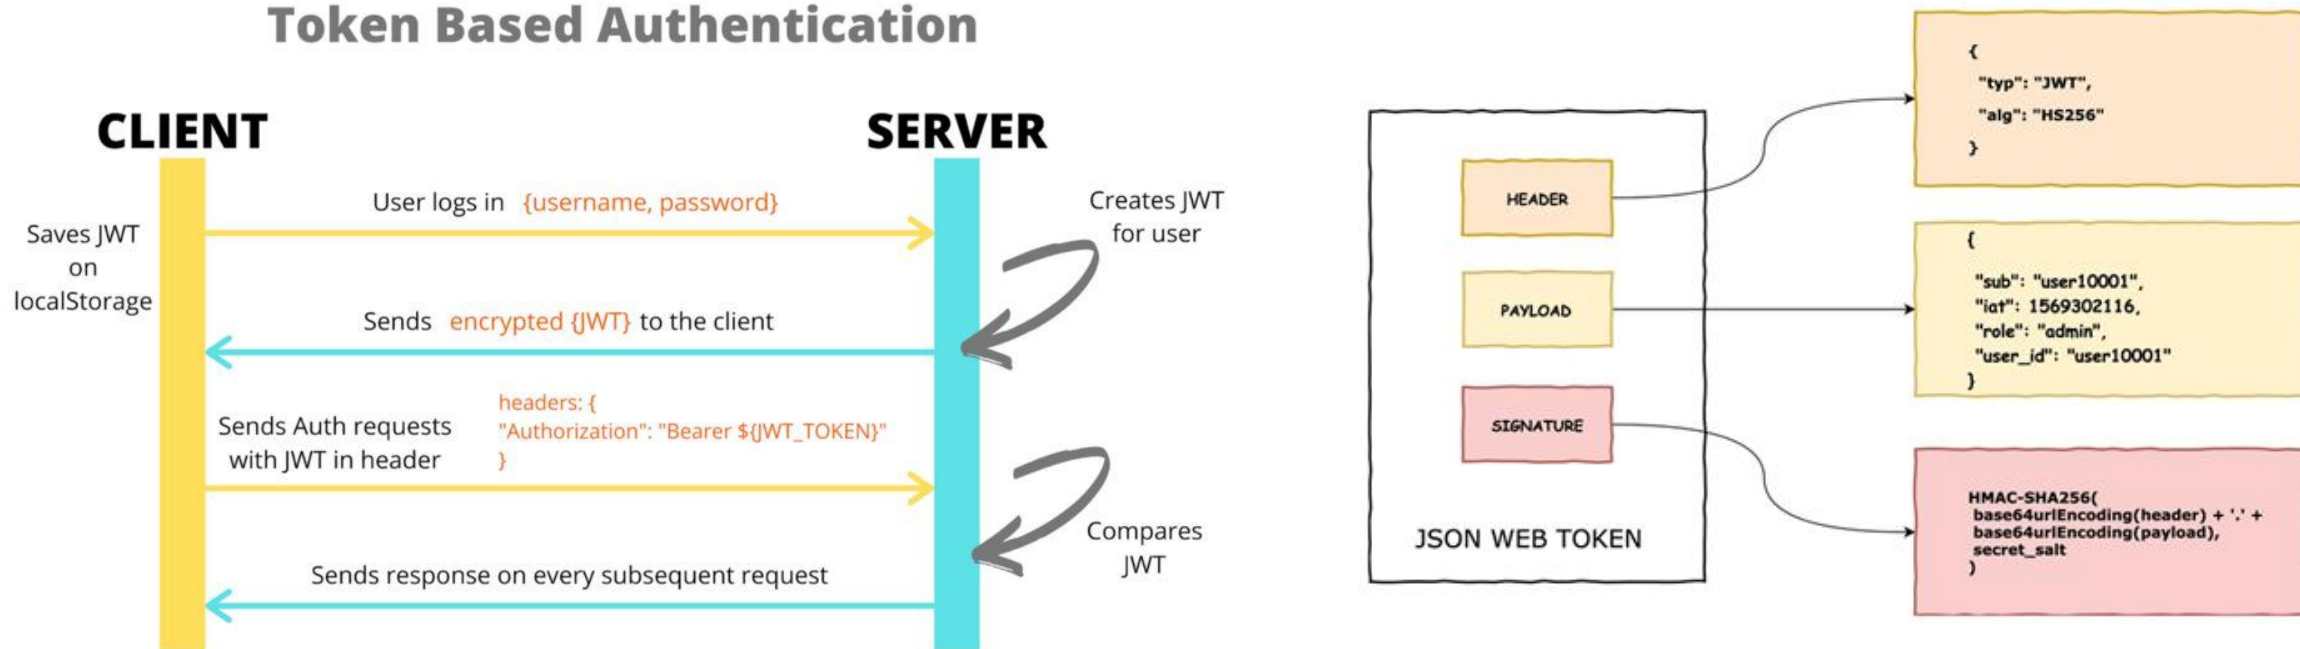 Token Based Authentication
CLIENT
SERVER
User logs in {username, password}
Creates JWT
for user
Saves JWT
on
localStorage
Sends encrypted {JWT} to the client
Sends Auth requests
with JWT in header
headers: {
"Authorization": "Bearer ${JWT_TOKEN}"
}
Compares
JWT
Sends response on every subsequent request
HEADER
PAYLOAD
SIGNATURE
JSON WEB TOKEN
{
"typ": "JWT",
"alg": "HS256"
}
{
"sub": "user10001",
"iat": 1569302116,
"role": "admin",
"user_id": "user10001"
}
HMAC-SHA256(
base64urlEncoding(header) + '.' +
base64urlEncoding(payload),
secret_salt
)